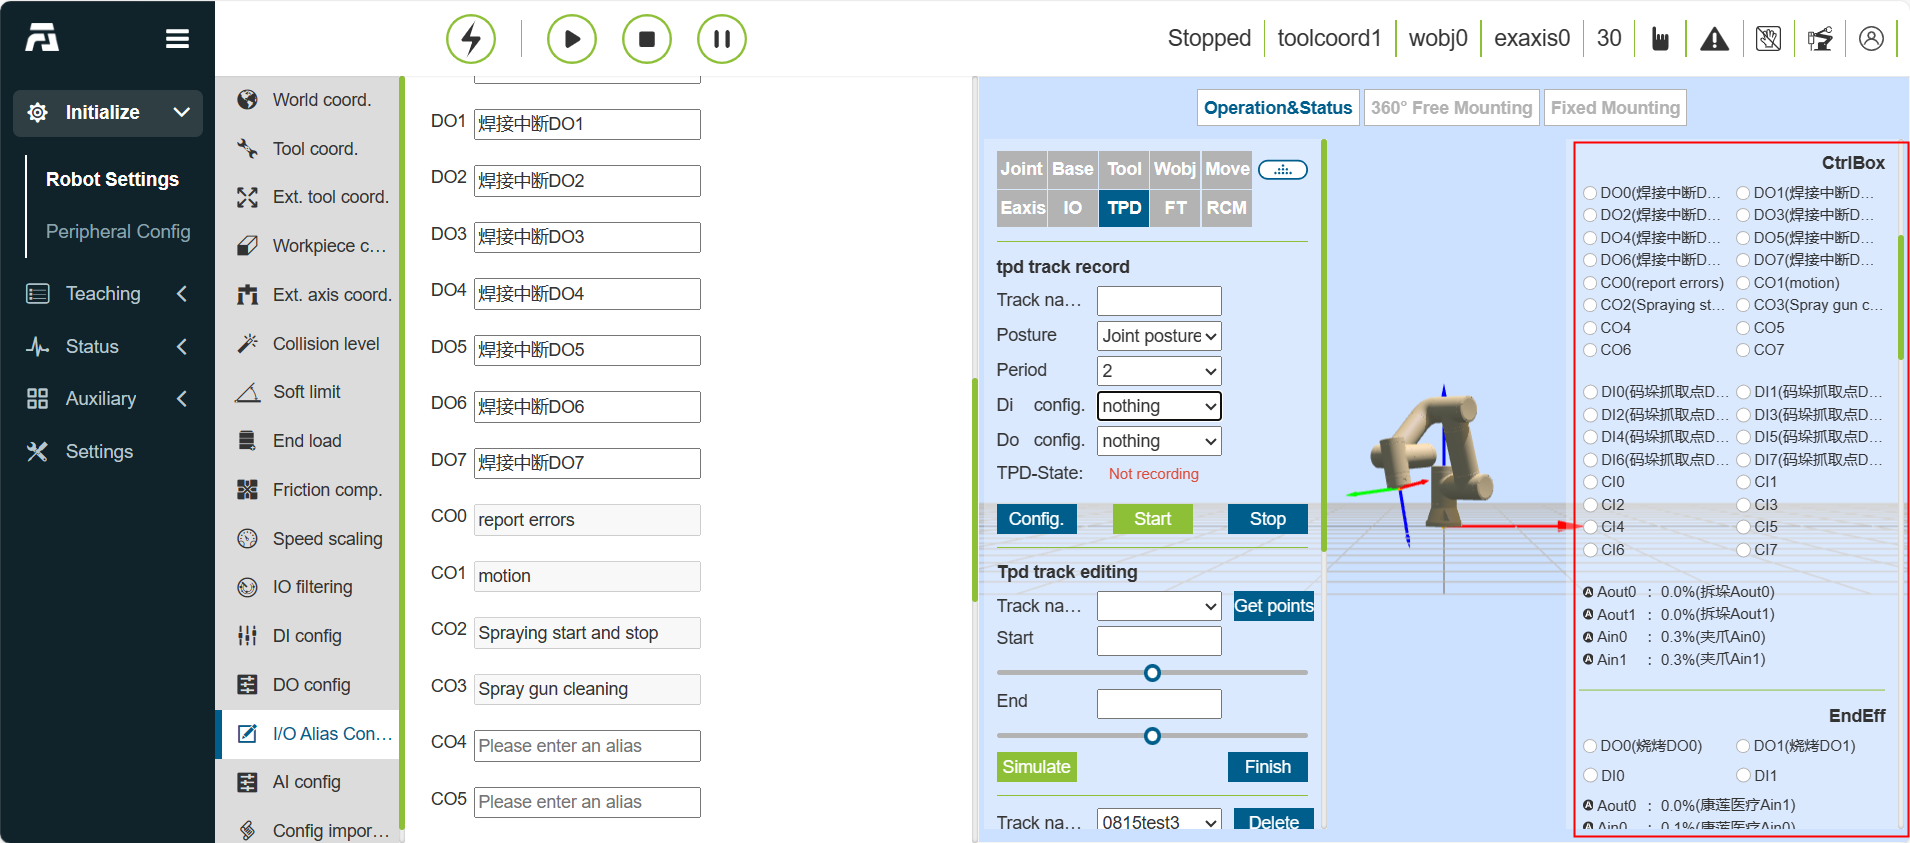 Stopped
toolcoord1
wobj0
exaxis0
30
Initialize
Robot Settings
Peripheral Config
Teaching
Status
Auxiliary
Settings
World coord.
Tool coord.
Ext. tool coord.
Workpiece c…
Ext. axis coord.
Collision level
Soft limit
End load
Friction comp.
Speed scaling
IO filtering
DI config
DO config
I/O Alias Con…
AI config
Config impor…
DO1 焊接中断DO1
DO2 焊接中断DO2
DO3 焊接中断DO3
DO4 焊接中断DO4
DO5 焊接中断DO5
DO6 焊接中断DO6
DO7 焊接中断DO7
CO0 report errors
CO1 motion
CO2 Spraying start and stop
CO3 Spray gun cleaning
CO4 Please enter an alias
CO5 Please enter an alias
Operation&Status 360° Free Mounting Fixed Mounting
Joint Base Tool Wobj Move
Eaxis IO TPD FT RCM
tpd track record
Track na…
Posture Joint posture
Period 2
Di config. nothing
Do config. nothing
TPD-State: Not recording
Config. Start Stop
Tpd track editing
Track na… Get points
Start
End
Simulate Finish
Track na… 0815test3 Delete
CtrlBox
DO0(焊接中断D… DO1(焊接中断D…
DO2(焊接中断D… DO3(焊接中断D…
DO4(焊接中断D… DO5(焊接中断D…
DO6(焊接中断D… DO7(焊接中断D…
CO0(report errors) CO1(motion)
CO2(Spraying st… CO3(Spray gun c…
CO4 CO5
CO6 CO7
DI0(码垛抓取点D… DI1(码垛抓取点D…
DI2(码垛抓取点D… DI3(码垛抓取点D…
DI4(码垛抓取点D… DI5(码垛抓取点D…
DI6(码垛抓取点D… DI7(码垛抓取点D…
CI0 CI1
CI2 CI3
CI4 CI5
CI6 CI7
A Aout0 : 0.0%(拆垛Aout0)
A Aout1 : 0.0%(拆垛Aout1)
A Ain0 : 0.3%(夹爪Ain0)
A Ain1 : 0.3%(夹爪Ain1)
EndEff
DO0(烧烤DO0) DO1(烧烤DO1)
DI0 DI1
A Aout0 : 0.0%(康莲医疗Ain1)
A Ain0 : 0.1%(康莲医疗Ain0)